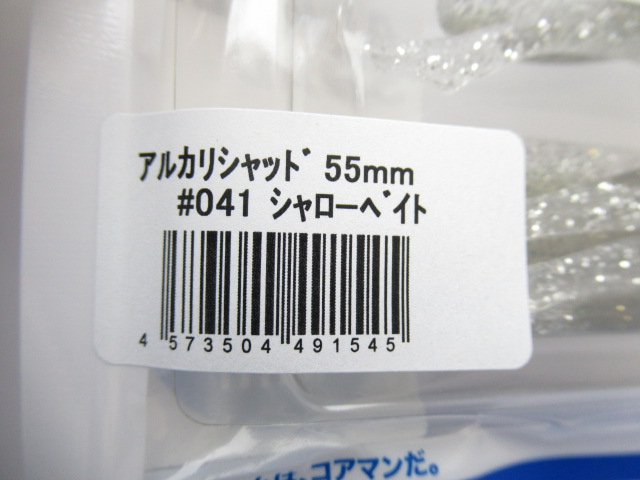 ｱﾙｶﾘｼｬｯﾄﾞ 55mm
#041 ｼｬﾛｰﾍﾞｲﾄ
4 573504 491545
は、コアマンだ。